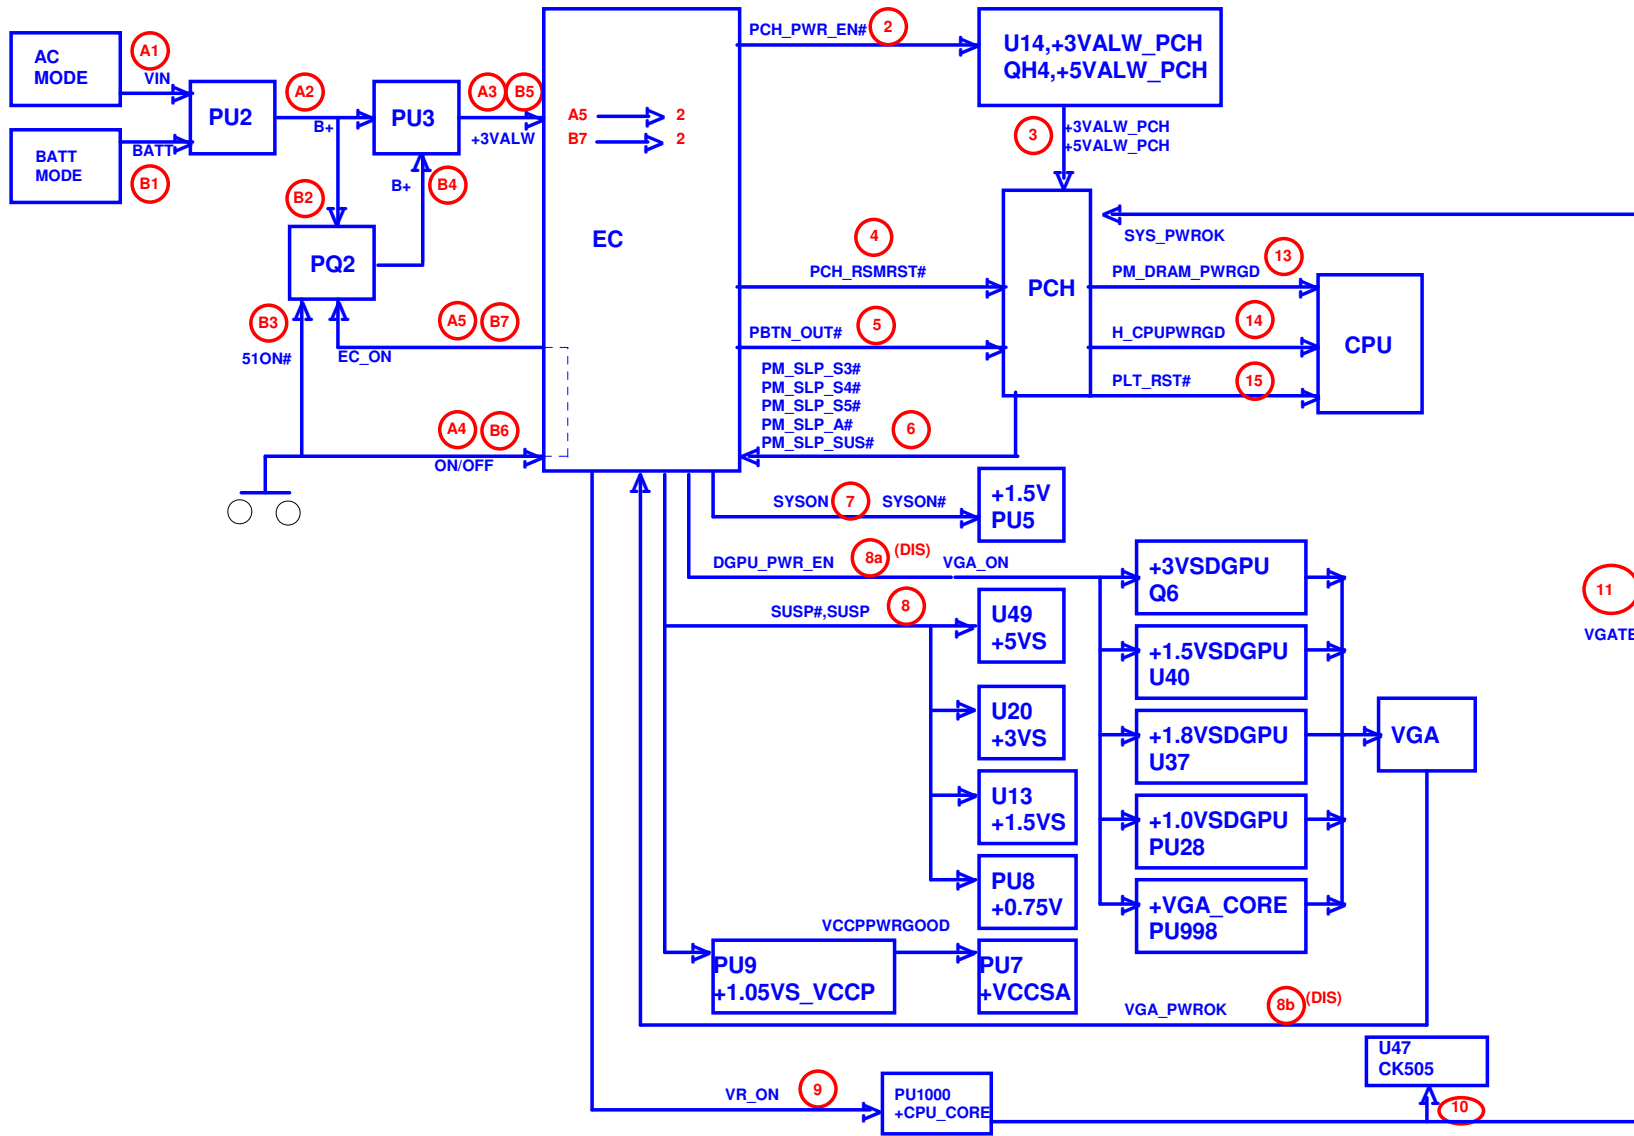 PCH_PWR_EN#
2
U14,+3VALW_PCH
QH4,+5VALW_PCH
AC
MODE
A1
VIN
PU2
A2
B+
PU3
A3
B5
+3VALW
A5
2
B7
2
BATT
MODE
BATT
B1
B2
B+
B4
3
+3VALW_PCH
+5VALW_PCH
EC
4
PCH_RSMRST#
PCH
SYS_PWROK
PM_DRAM_PWRGD
13
PQ2
B3
51ON#
EC_ON
A5
B7
PBTN_OUT#
5
H_CPUPWRGD
14
CPU
PLT_RST#
15
PM_SLP_S3#
PM_SLP_S4#
PM_SLP_S5#
PM_SLP_A#
PM_SLP_SUS#
6
A4
B6
ON/OFF
SYSON
7
SYSON#
+1.5V
PU5
DGPU_PWR_EN
8a
(DIS)
VGA_ON
+3VSDGPU
Q6
11
VGATE
SUSP#,SUSP
8
U49
+5VS
+1.5VSDGPU
U40
U20
+3VS
+1.8VSDGPU
U37
VGA
U13
+1.5VS
+1.0VSDGPU
PU28
PU8
+0.75V
+VGA_CORE
PU998
VCCPPWRGOOD
PU9
+1.05VS_VCCP
PU7
+VCCSA
VGA_PWROK
8b
(DIS)
U47
CK505
VR_ON
9
PU1000
+CPU_CORE
10